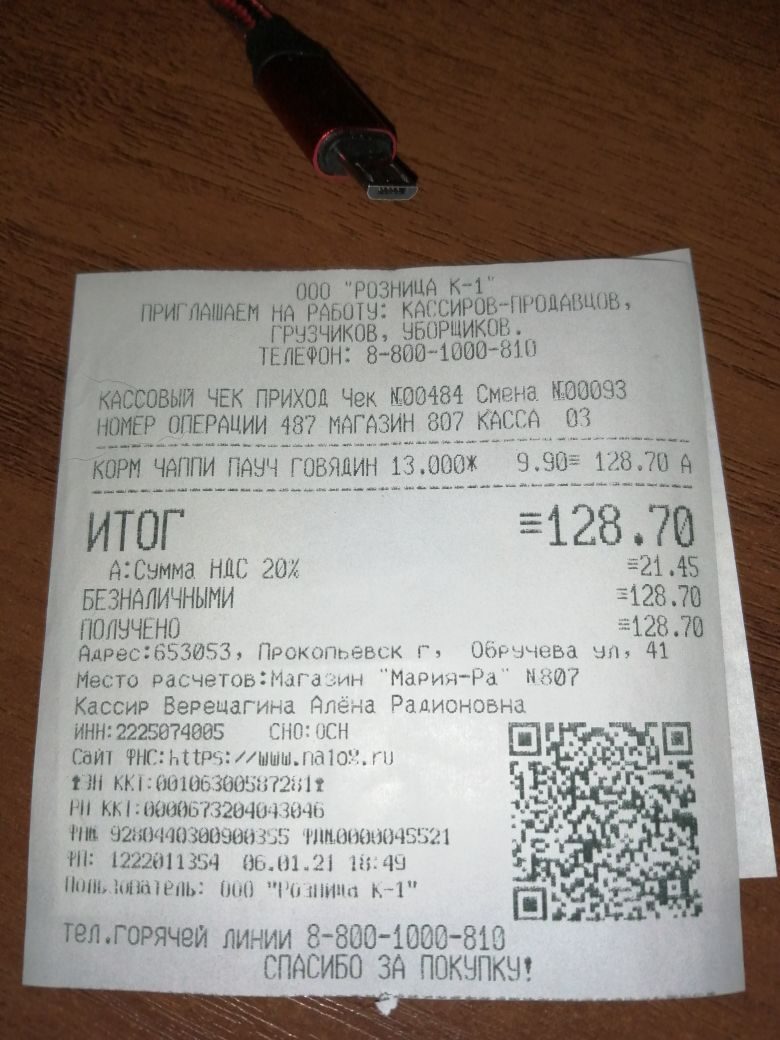 ООО "РОЗНИЦА К-1"
ПРИГЛАШАЕМ НА РАБОТУ: КАССИРОВ-ПРОДАВЦОВ,
ГРУЗЧИКОВ, УБОРЩИКОВ.
ТЕЛЕФОН: 8-800-1000-810
КАССОВЫЙ ЧЕК ПРИХОД Чек №00484 Смена №00093
НОМЕР ОПЕРАЦИИ 487 МАГАЗИН 807 КАССА 03
КОРМ ЧАППИ ПАУЧ ГОВЯДИН 13.000* 9.90≡ 128.70 А
ИТОГ ≡128.70
А:Сумма НДС 20% ≡21.45
БЕЗНАЛИЧНЫМИ ≡128.70
ПОЛУЧЕНО ≡128.70
Адрес:653053, Прокопьевск г, Обручева ул, 41
Место расчетов:Магазин "Мария-Ра" N807
Кассир Верещагина Алёна Радионовна
ИНН:2225074005 СНО:ОСН
Сайт ФНС:https://www.nalog.ru
ЗН ККТ:00106300587281
РН ККТ:0000673204043046
ФН№ 9280440300900355 ФД№0000045521
ФП: 1222011354 06.01.21 18:49
Пользователь: ООО "Розница К-1"
тел.горячей линии 8-800-1000-810
СПАСИБО ЗА ПОКУПКУ!